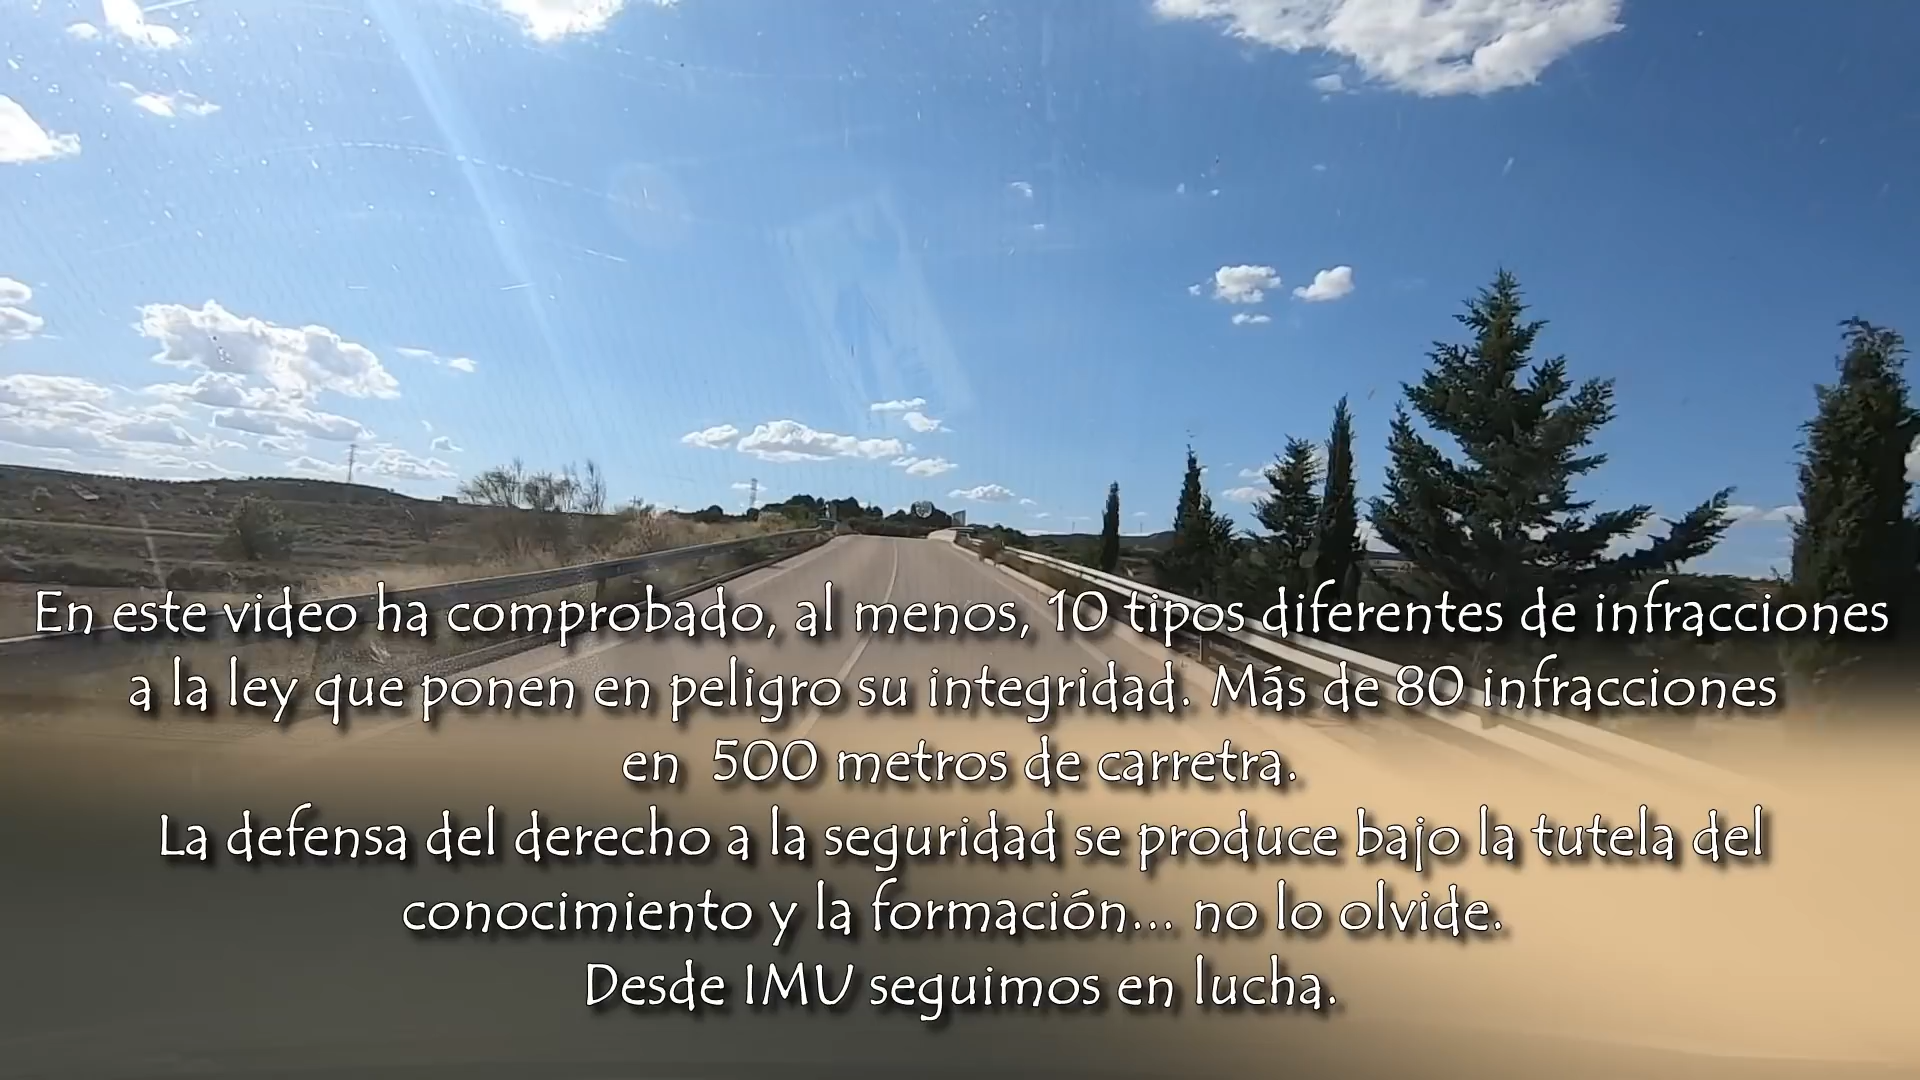 En este video ha comprobado, al menos, 10 tipos diferentes de infracciones
a la ley que ponen en peligro su integridad. Más de 80 infracciones
en 500 metros de carretra.
La defensa del derecho a la seguridad se produce bajo la tutela del
conocimiento y la formación... no lo olvide.
Desde IMU seguimos en lucha.